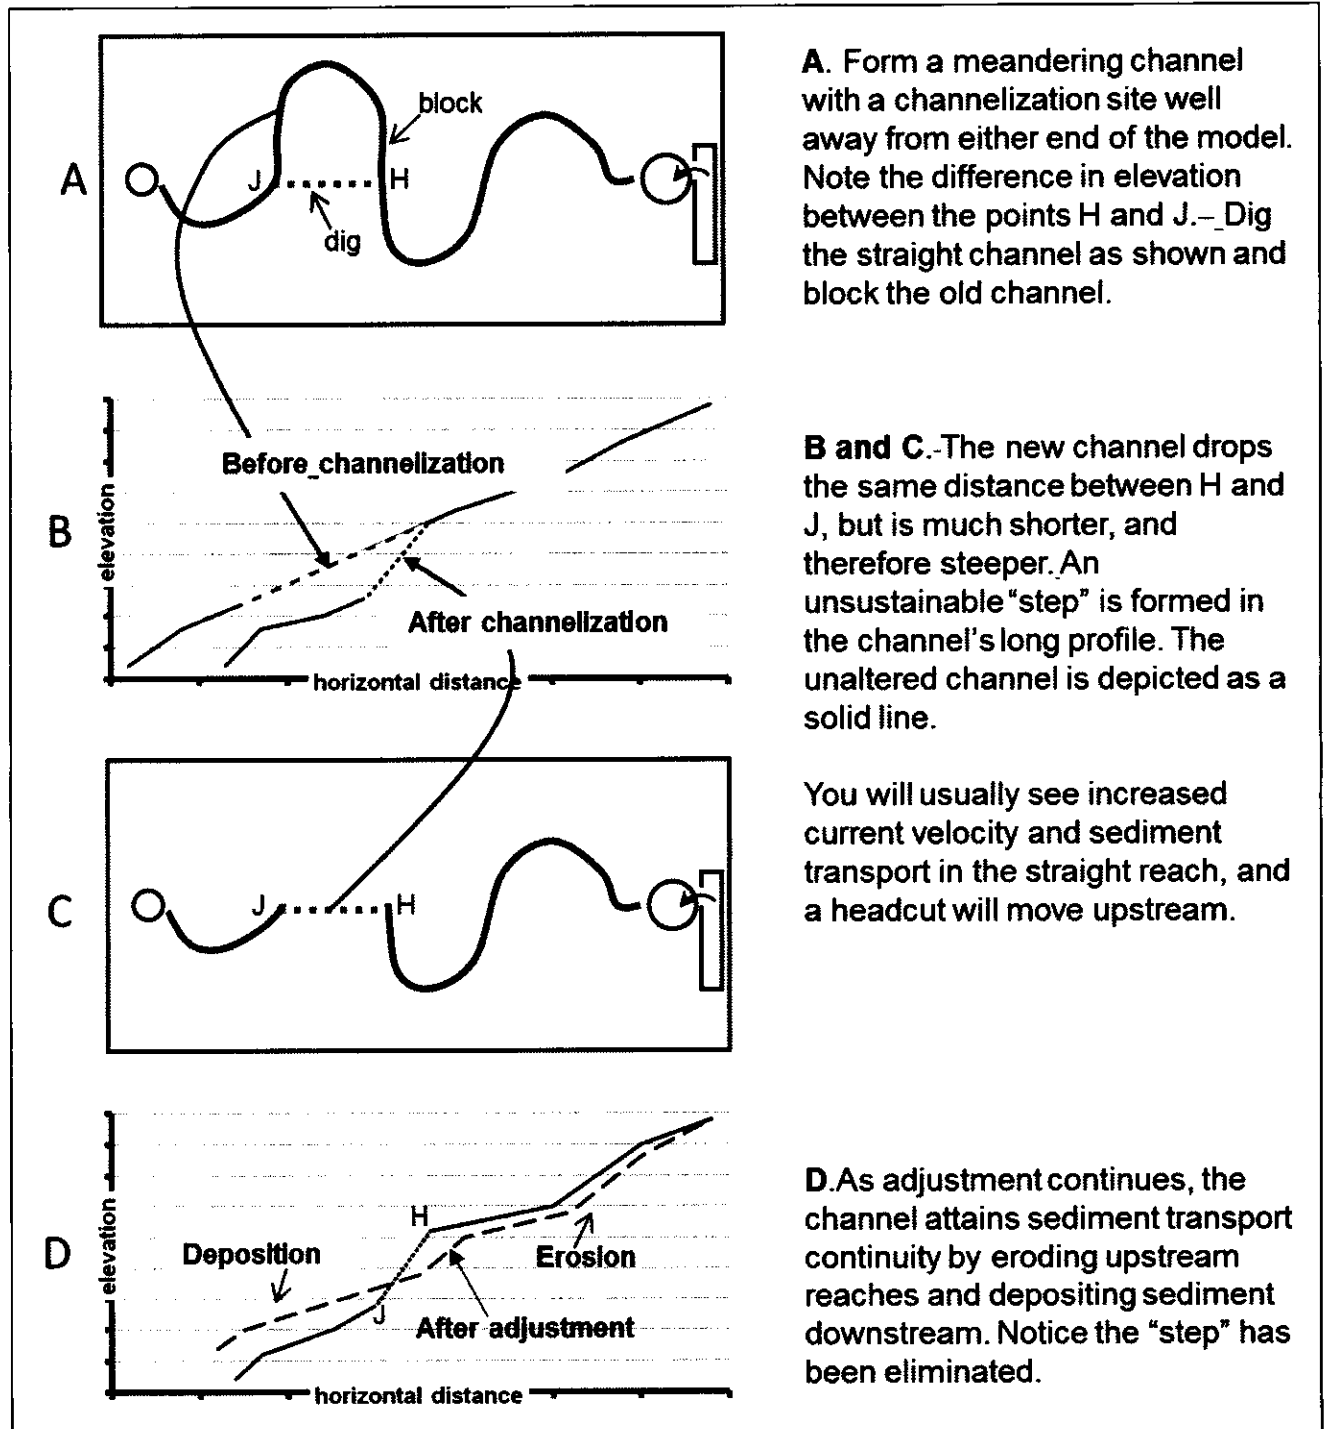 A. Form a meandering channel
with a channelization site well
away from either end of the model.
Note the difference in elevation
between the points H and J.–_Dig
the straight channel as shown and
block the old channel.
A
block
J
H
dig
B and C.-The new channel drops
the same distance between H and
J, but is much shorter, and
therefore steeper. An
unsustainable “step” is formed in
the channel’s long profile. The
unaltered channel is depicted as a
solid line.
B
elevation
Before_channelization
After channelization
horizontal distance
You will usually see increased
current velocity and sediment
transport in the straight reach, and
a headcut will move upstream.
C
J
H
D.As adjustment continues, the
channel attains sediment transport
continuity by eroding upstream
reaches and depositing sediment
downstream. Notice the “step” has
been eliminated.
D
elevation
H
Deposition
Erosion
J
After adjustment
horizontal distance